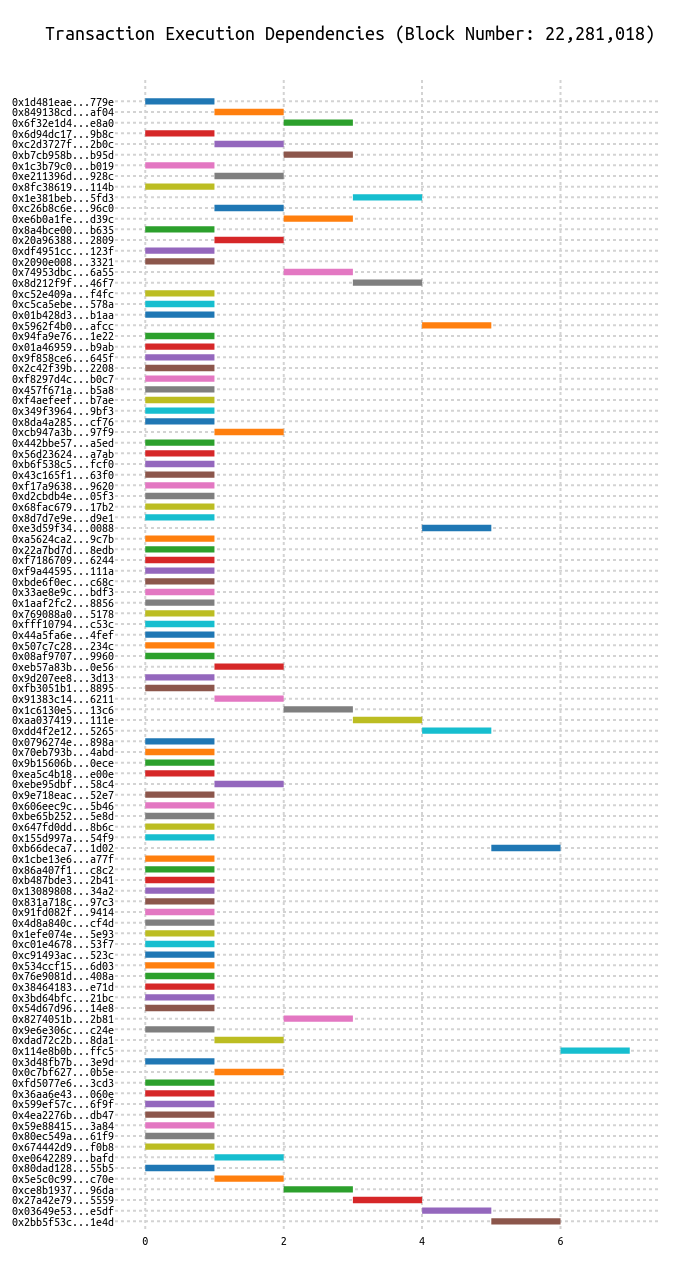 Transaction Execution Dependencies (Block Number: 22,281,018)
0x1d481eae...779e
0x849138cd...af04
0x6f32e1d4...e8a0
0x6d94dc17...9b8c
0xc2d3727f...2b0c
0xb7cb958b...b95d
0x1c3b79c0...b019
0xe211396d...928c
0x8fc38619...114b
0x1e381beb...5fd3
0xc26b8c6e...96c0
0xe6b0a1fe...d39c
0x8a4bce00...b635
0x20a96388...2809
0xdf4951cc...123f
0x2090e008...3321
0x74953dbc...6a55
0x8d212f9f...46f7
0xc52e409a...f4fc
0xc5ca5ebe...578a
0x01b428d3...b1aa
0x5962f4b0...afcc
0x94fa9e76...1e22
0x01a46959...b9ab
0x9f858ce6...645f
0x2c42f39b...2208
0xf8297d4c...b0c7
0x457f671a...b5a8
0xf4aefeef...b7ae
0x349f3964...9bf3
0x8da4a285...cf76
0xcb947a3b...97f9
0x442bbe57...a5ed
0x56d23624...a7ab
0xb6f538c5...fcf0
0x43c165f1...63f0
0xf17a9638...9620
0xd2cbdb4e...05f3
0x68fac679...17b2
0x8d7d7e9e...d9e1
0xe3d59f34...0088
0xa5624ca2...9c7b
0x22a7bd7d...8edb
0xf7186709...6244
0xf9a44595...111a
0xbde6f0ec...c68c
0x33ae8e9c...bdf3
0x1aaf2fc2...8856
0x769088a0...5178
0xfff10794...c53c
0x44a5fa6e...4fef
0x507c7c28...234c
0x08af9707...9960
0xeb57a83b...0e56
0x9d207ee8...3d13
0xfb3051b1...8895
0x91383c14...6211
0x1c6130e5...13c6
0xaa037419...111e
0xdd4f2e12...5265
0x0796274e...898a
0x70eb793b...4abd
0x9b15606b...0ece
0xea5c4b18...e00e
0xebe95dbf...58c4
0x9e718eac...52e7
0x606eec9c...5b46
0xbe65b252...5e8d
0x647fd0dd...8b6c
0x155d997a...54f9
0xb66deca7...1d02
0x1cbe13e6...a77f
0x86a407f1...c8c2
0xb487bde3...2b41
0x13089808...34a2
0x831a718c...97c3
0x91fd082f...9414
0x4d8a840c...cf4d
0x1efe074e...5e93
0xc01e4678...53f7
0xc91493ac...523c
0x534ccf15...6d03
0x76e9081d...408a
0x38464183...e71d
0x3bd64bfc...21bc
0x54d67d96...14e8
0x8274051b...2b81
0x9e6e306c...c24e
0xdad72c2b...8da1
0x114e8b0b...ffc5
0x3d48fb7b...3e9d
0x0c7bf627...0b5e
0xfd5077e6...3cd3
0x36aa6e43...060e
0x599ef57c...6f9f
0x4ea2276b...db47
0x59e88415...3a84
0x80ec549a...61f9
0x674442d9...f0b8
0xe0642289...bafd
0x80dad128...55b5
0x5e5c0c99...c70e
0xce8b1937...96da
0x27a42e79...5559
0x03649e53...e5df
0x2bb5f53c...1e4d
0 2 4 6